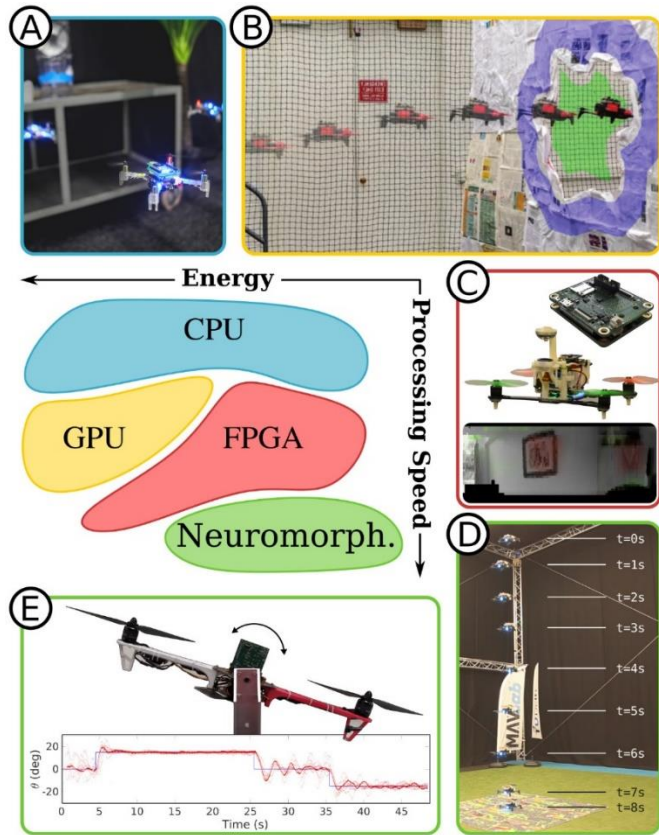 A
B
Energy
Processing Speed
CPU
GPU
FPGA
Neuromorph.
C
D
t=0s
t=1s
t=2s
t=3s
t=4s
t=5s
t=6s
t=7s
t=8s
MAVLab
E
θ (deg)
20
0
-20
0
5
10
15
20
25
30
35
40
45
Time (s)